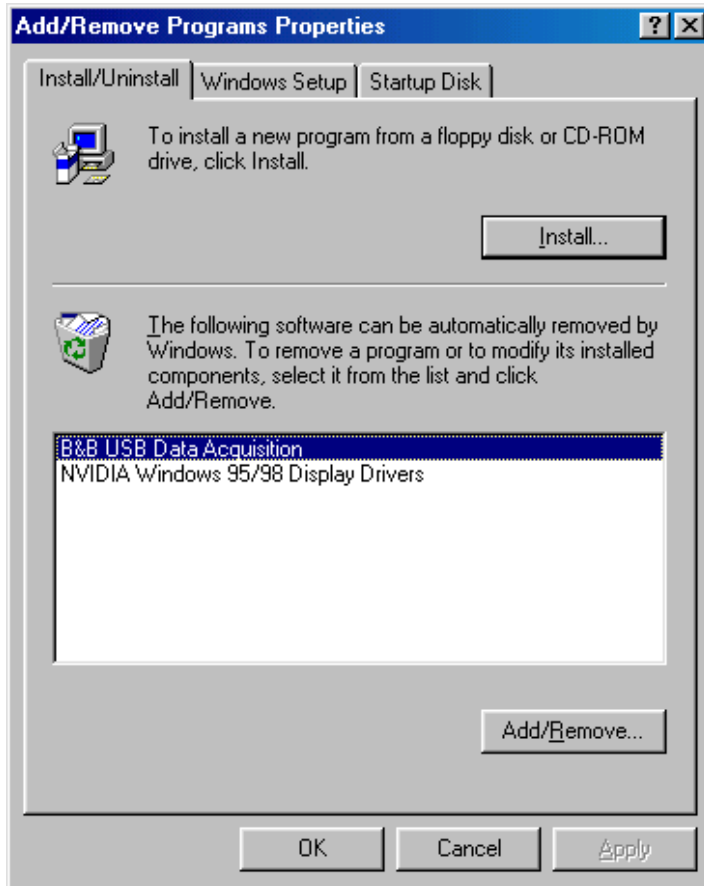 Add/Remove Programs Properties
Install/Uninstall Windows Setup Startup Disk
To install a new program from a floppy disk or CD-ROM
drive, click Install.
Install...
The following software can be automatically removed by
Windows. To remove a program or to modify its installed
components, select it from the list and click
Add/Remove.
B&B USB Data Acquisition
NVIDIA Windows 95/98 Display Drivers
Add/Remove...
OK Cancel Apply